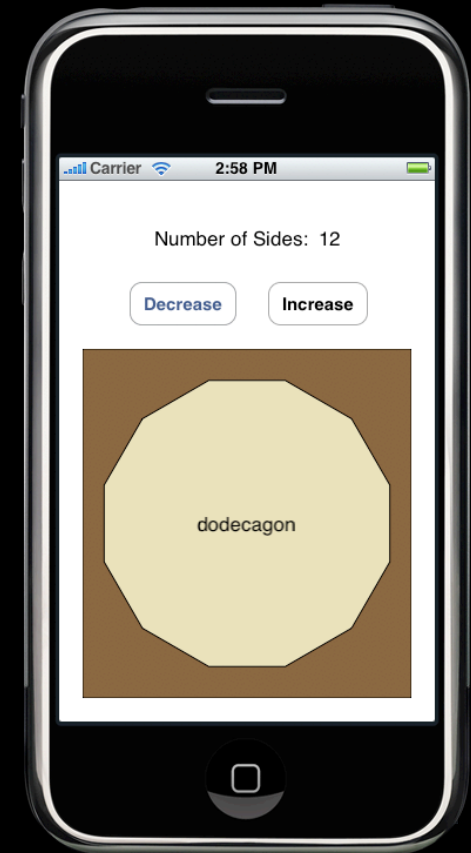 Carrier 2:58 PM
Number of Sides: 12
Decrease Increase
dodecagon